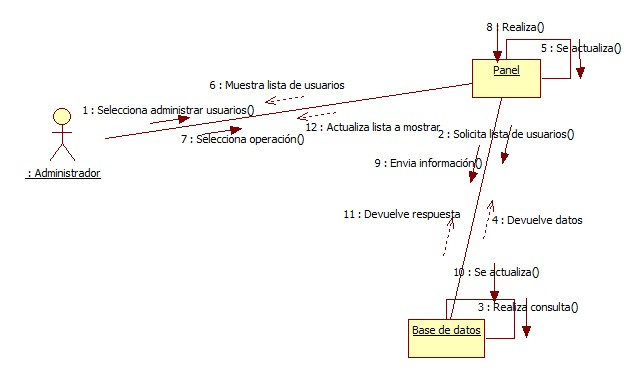 8 : Realiza()
5 : Se actualiza()
Panel
6 : Muestra lista de usuarios
1 : Selecciona administrar usuarios()
12 : Actualiza lista a mostrar
2 : Solicita lista de usuarios()
7 : Selecciona operación()
9 : Envia información()
: Administrador
11 : Devuelve respuesta
4 : Devuelve datos
10 : Se actualiza()
3 : Realiza consulta()
Base de datos